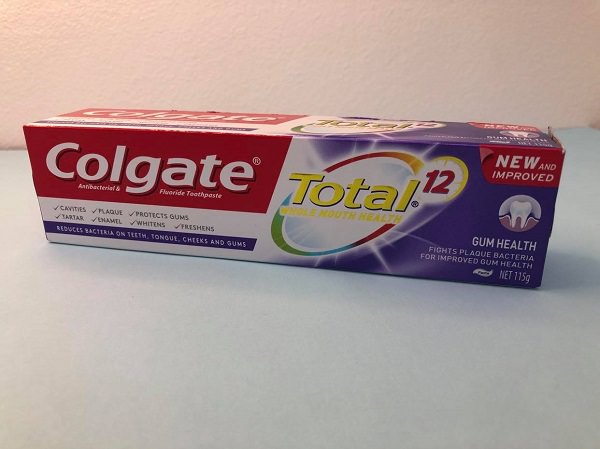 Colgate
Colgate®
Antibacterial & Fluoride Toothpaste
✓ CAVITIES ✓ PLAQUE ✓ PROTECTS GUMS
✓ TARTAR ✓ ENAMEL ✓ WHITENS ✓ FRESHENS
REDUCES BACTERIA ON TEETH, TONGUE, CHEEKS AND GUMS
Total® 12
WHOLE MOUTH HEALTH
NEW AND
IMPROVED
GUM HEALTH
FIGHTS PLAQUE BACTERIA
FOR IMPROVED GUM HEALTH
NET 115g